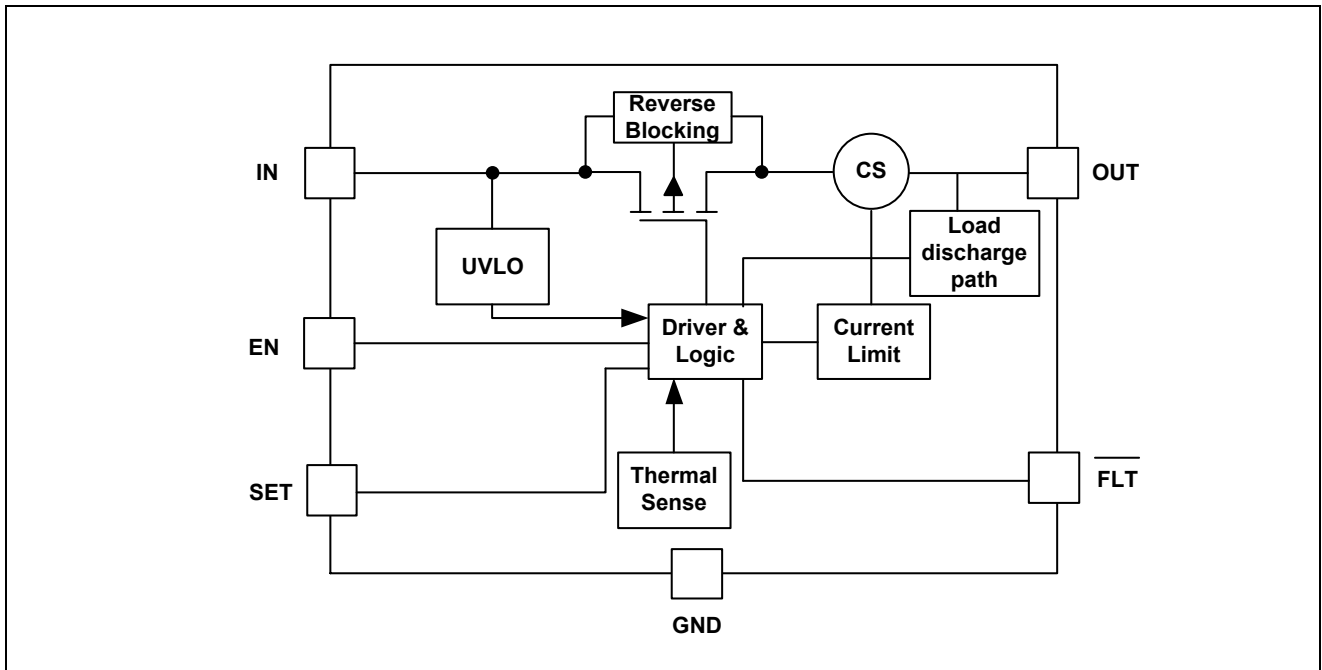 Reverse
Blocking
IN
CS
OUT
Load
discharge
path
UVLO
EN
Driver &
Logic
Current
Limit
SET
Thermal
Sense
FLT
GND